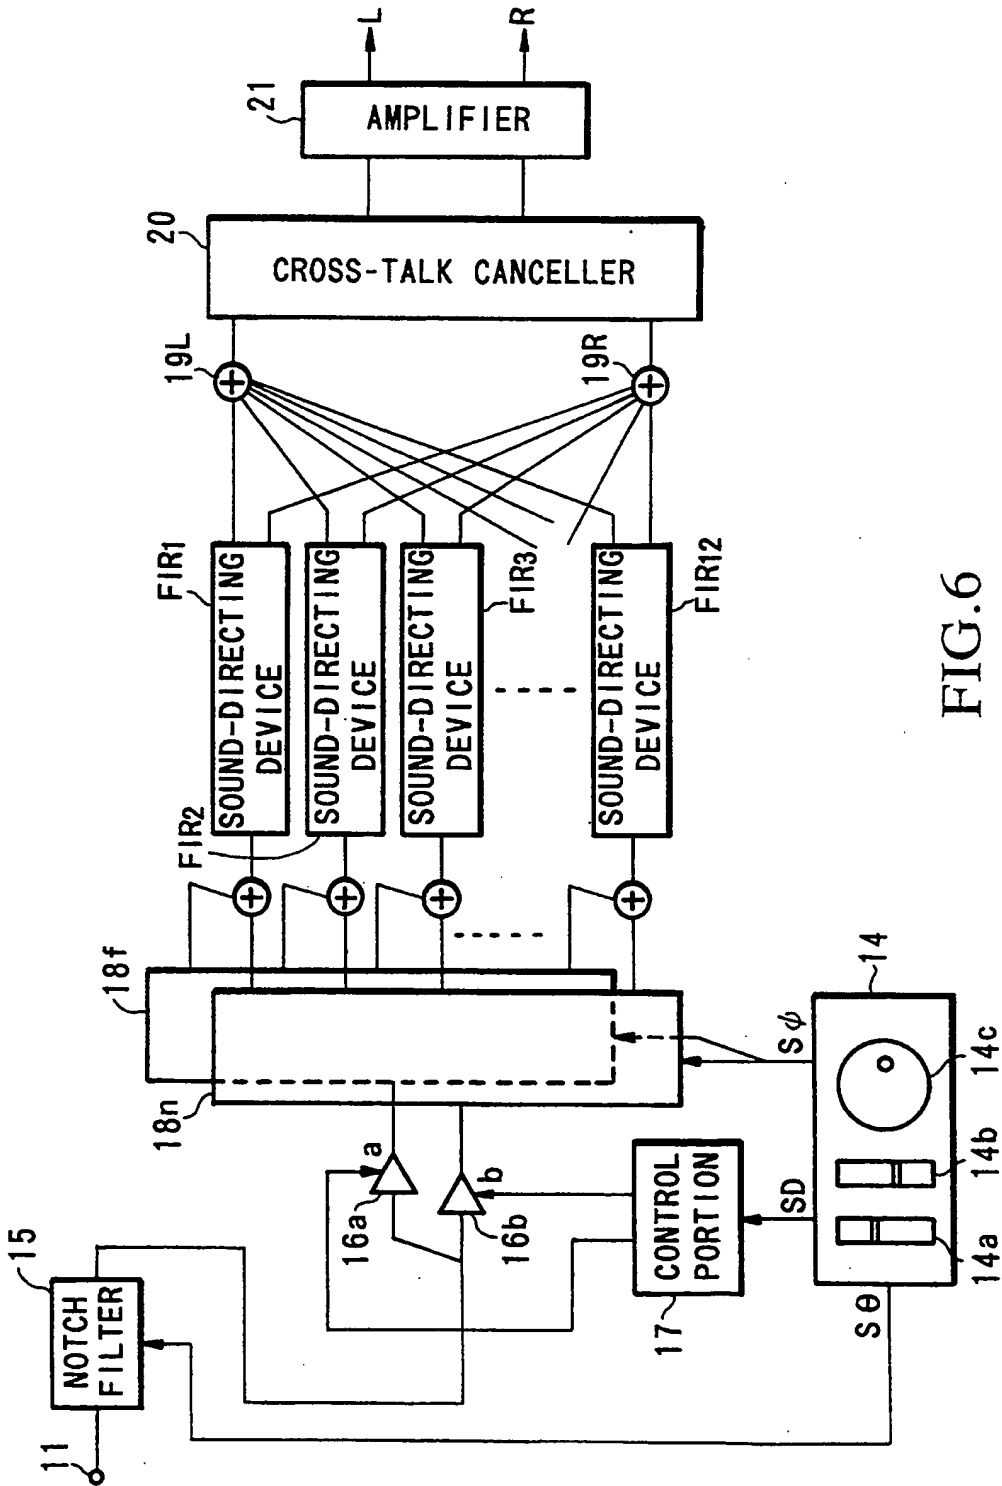 11
NOTCH
FILTER
15
16a
a
16b
b
CONTROL
PORTION
17
Sθ
SD
Sφ
14
14a
14b
14c
18n
18f
FIR1
SOUND-DIRECTING
DEVICE
FIR2
SOUND-DIRECTING
DEVICE
SOUND-DIRECTING
DEVICE
FIR3
SOUND-DIRECTING
DEVICE
FIR12
19L
19R
20
CROSS-TALK CANCELLER
21
AMPLIFIER
L
R
FIG.6